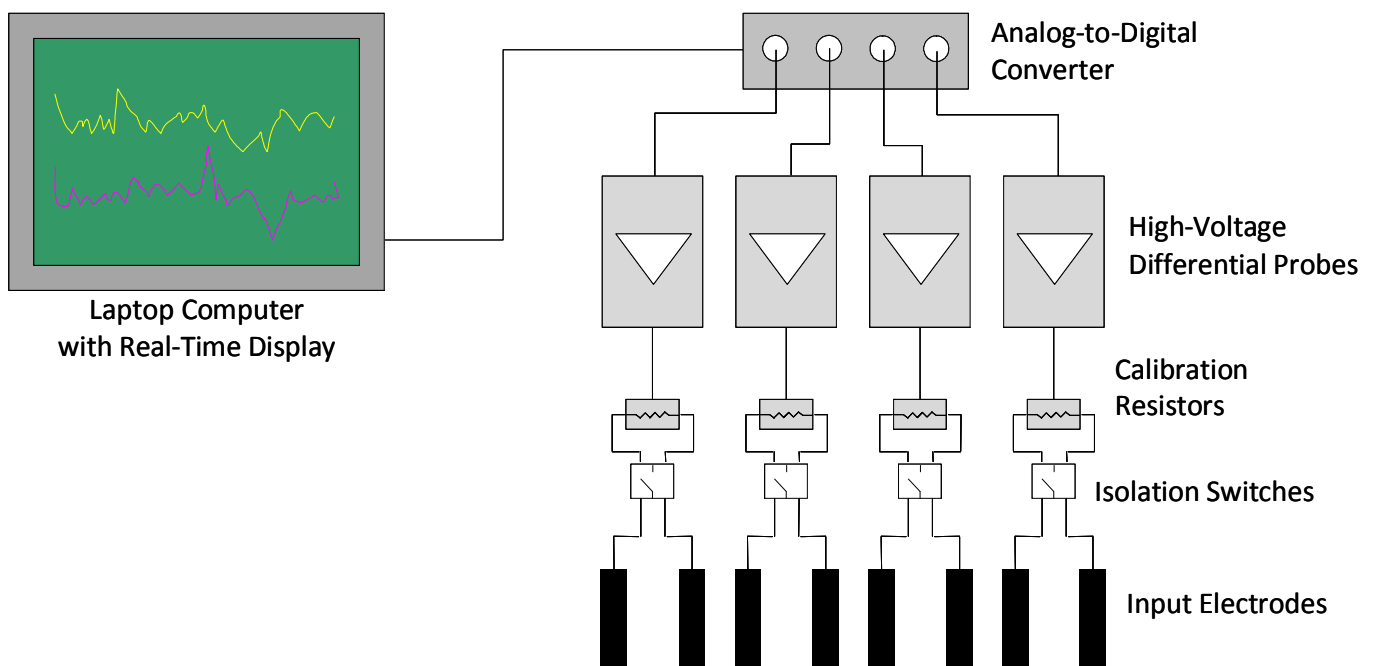 Analog-to-Digital
Converter
High-Voltage
Differential Probes
Laptop Computer
with Real-Time Display
Calibration
Resistors
Isolation Switches
Input Electrodes